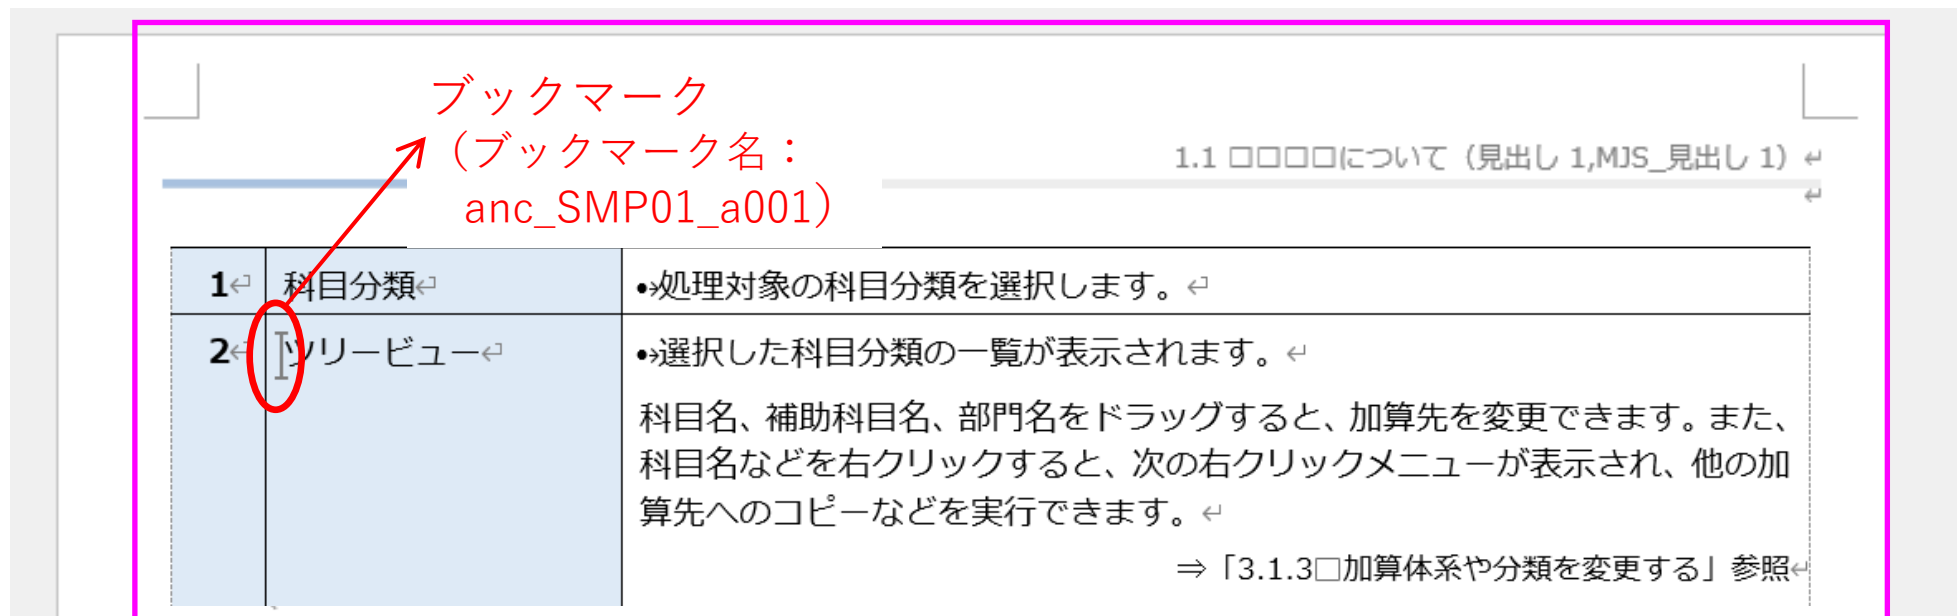 ブックマーク
（ブックマーク名：
anc_SMP01_a001）
1.1 □□□□について（見出し 1,MJS_見出し 1）↵
↵
1↵ 科目分類↵ •→処理対象の科目分類を選択します。↵
2↵ ツリービュー↵ •→選択した科目分類の一覧が表示されます。↵
科目名、補助科目名、部門名をドラッグすると、加算先を変更できます。また、
科目名などを右クリックすると、次の右クリックメニューが表示され、他の加
算先へのコピーなどを実行できます。↵
⇒「3.1.3□加算体系や分類を変更する」参照↵